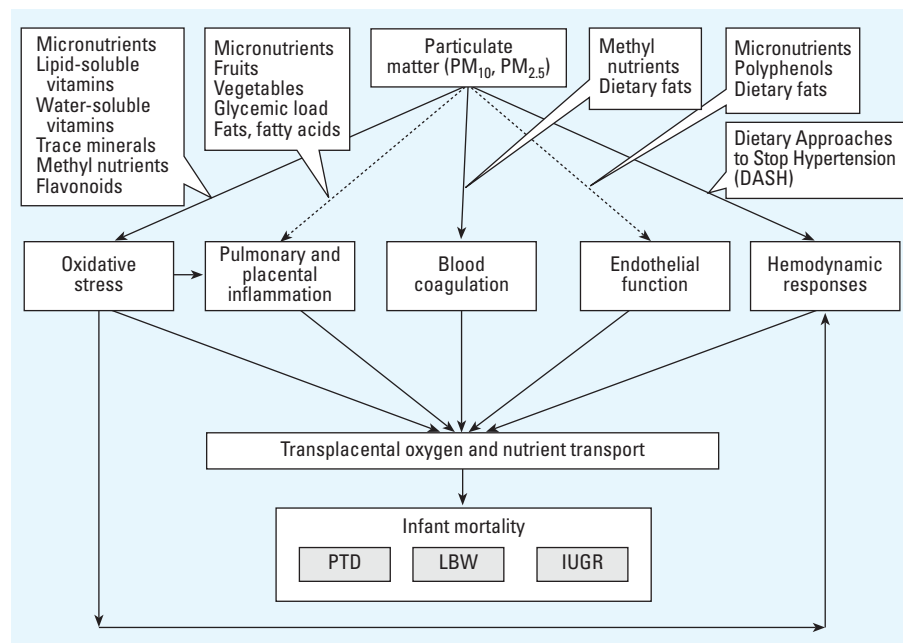 Micronutrients
Lipid-soluble
vitamins
Water-soluble
vitamins
Trace minerals
Methyl nutrients
Flavonoids
Micronutrients
Fruits
Vegetables
Glycemic load
Fats, fatty acids
Particulate
matter (PM10, PM2.5)
Methyl
nutrients
Dietary fats
Micronutrients
Polyphenols
Dietary fats
Dietary Approaches
to Stop Hypertension
(DASH)
Oxidative
stress
Pulmonary and
placental
inflammation
Blood
coagulation
Endothelial
function
Hemodynamic
responses
Transplacental oxygen and nutrient transport
Infant mortality
PTD
LBW
IUGR